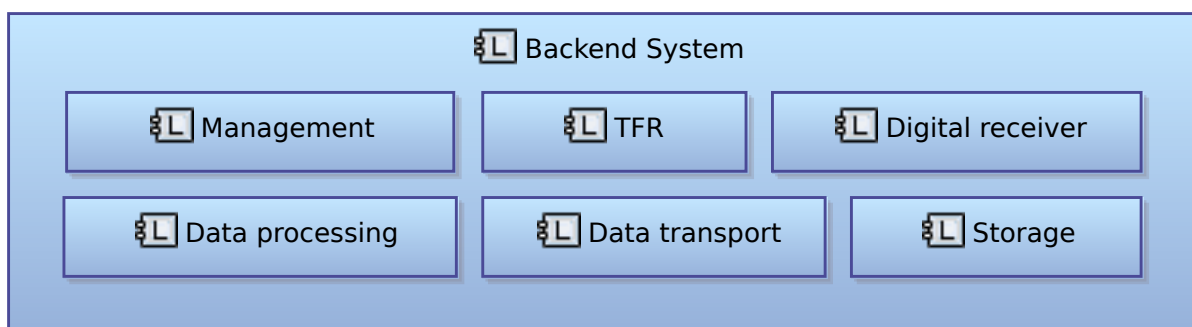 L Backend System
L Management L TFR L Digital receiver
L Data processing L Data transport L Storage